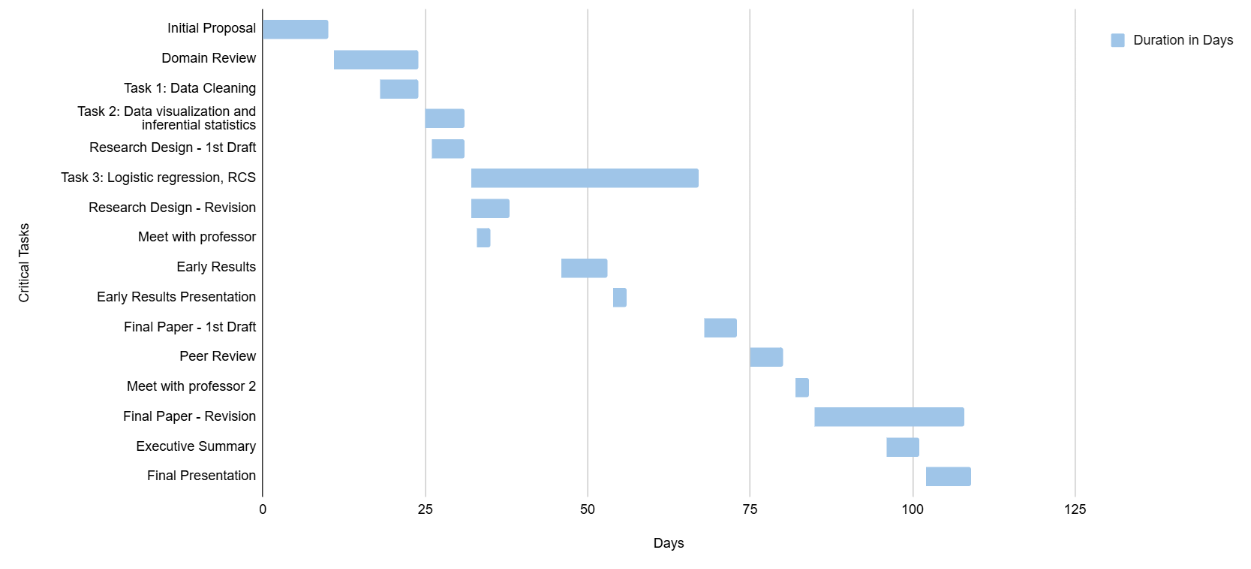 Initial Proposal
Domain Review
Task 1: Data Cleaning
Task 2: Data visualization and
inferential statistics
Research Design - 1st Draft
Task 3: Logistic regression, RCS
Research Design - Revision
Meet with professor
Early Results
Early Results Presentation
Final Paper - 1st Draft
Peer Review
Meet with professor 2
Final Paper - Revision
Executive Summary
Final Presentation
Critical Tasks
0 25 50 75 100 125
Days
Duration in Days